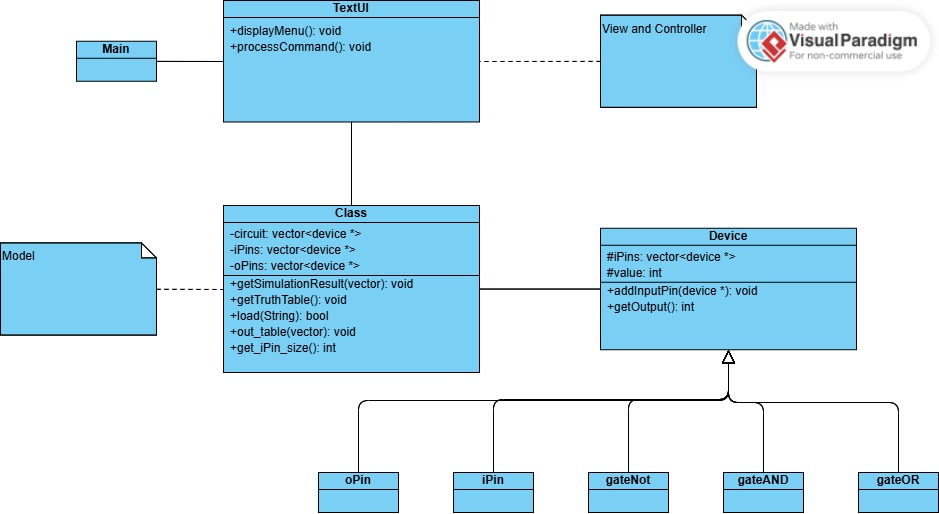 TextUI
+displayMenu(): void
+processCommand(): void
Main
View and Controller
Made with
VisualParadigm
For non-commercial use
Class
-circuit: vector<device *>
-iPins: vector<device *>
-oPins: vector<device *>
+getSimulationResult(vector): void
+getTruthTable(): void
+load(String): bool
+out_table(vector): void
+get_iPin_size(): int
Model
Device
#iPins: vector<device *>
#value: int
+addInputPin(device *): void
+getOutput(): int
oPin
iPin
gateNot
gateAND
gateOR